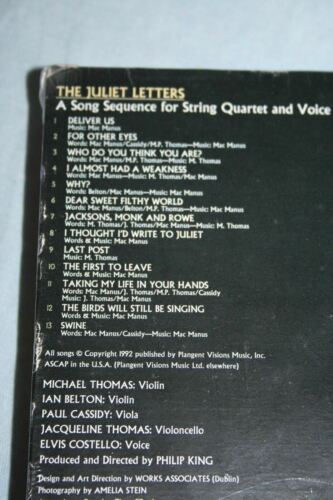 THE JULIET LETTERS
A Song Sequence for String Quartet and Voice
1 DELIVER US
Music: Mac Manus
2 FOR OTHER EYES
Words: Mac Manus/Cassidy/M.P. Thomas—Music: Mac Manus
3 WHO DO YOU THINK YOU ARE?
Words: Mac Manus/M.P. Thomas—Music: M. Thomas
4 I ALMOST HAD A WEAKNESS
Words: Mac Manus—Music: M. Thomas/Mac Manus
5 WHY?
Words: Belton/Mac Manus—Music: Mac Manus
6 DEAR SWEET FILTHY WORLD
Words: Mac Manus/Belton/M.P. Thomas—Music: Mac Manus
7 JACKSONS, MONK AND ROWE
Words: M. Thomas/J. Thomas/Mac Manus—Music: M. Thomas/J. Thomas
8 I THOUGHT I'D WRITE TO JULIET
Words & Music: Mac Manus
9 LAST POST
Music: M. Thomas
10 THE FIRST TO LEAVE
Words & Music: Mac Manus
11 TAKING MY LIFE IN YOUR HANDS
Words: Mac Manus/J. Thomas/M.P. Thomas/Cassidy
Music: J. Thomas/Mac Manus
12 THE BIRDS WILL STILL BE SINGING
Words & Music: Mac Manus
13 SWINE
Words: Mac Manus/Cassidy—Music: Mac Manus
All songs © Copyright 1992 published by Plangent Visions Music, Inc.
ASCAP in the U.S.A. (Plangent Visions Music Ltd. elsewhere)
MICHAEL THOMAS: Violin
IAN BELTON: Violin
PAUL CASSIDY: Viola
JACQUELINE THOMAS: Violoncello
ELVIS COSTELLO: Voice
Produced and Directed by PHILIP KING
Design and Art Direction by WORKS ASSOCIATES (Dublin)
Photography by AMELIA STEIN